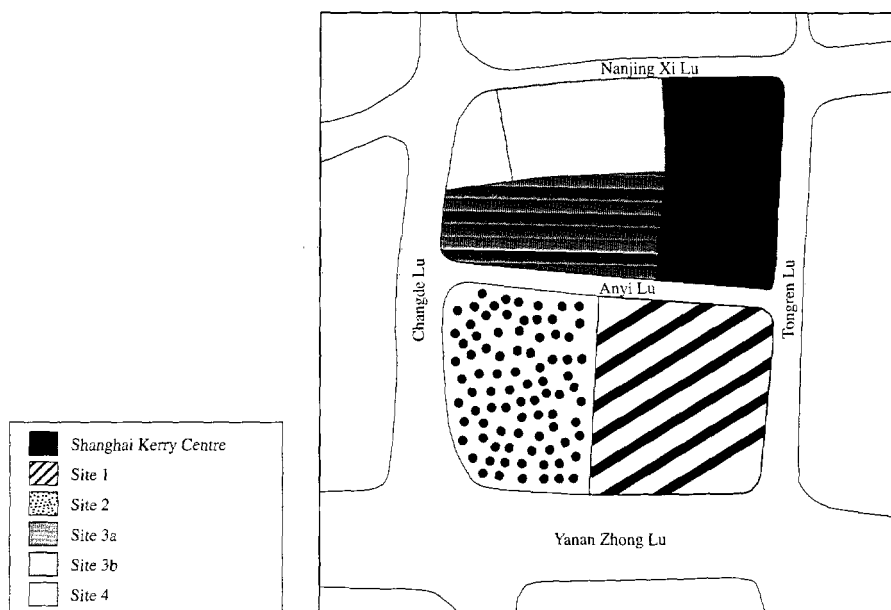 Nanjing Xi Lu
Changde Lu
Anyi Lu
Tongren Lu
Shanghai Kerry Centre
Site 1
Site 2
Site 3a
Site 3b
Site 4
Yanan Zhong Lu